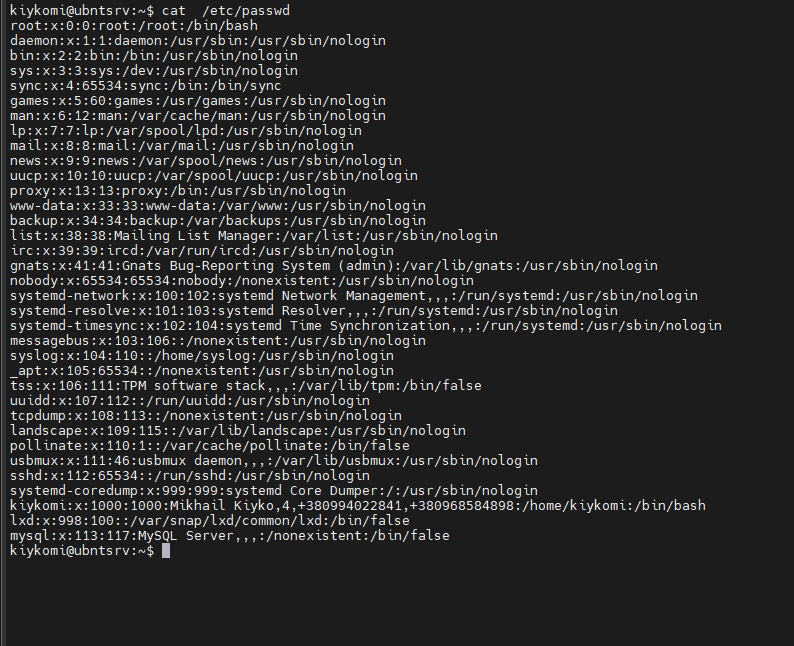 kiykomi@ubntsrv:~$ cat  /etc/passwd
root:x:0:0:root:/root:/bin/bash
daemon:x:1:1:daemon:/usr/sbin:/usr/sbin/nologin
bin:x:2:2:bin:/bin:/usr/sbin/nologin
sys:x:3:3:sys:/dev:/usr/sbin/nologin
sync:x:4:65534:sync:/bin:/bin/sync
games:x:5:60:games:/usr/games:/usr/sbin/nologin
man:x:6:12:man:/var/cache/man:/usr/sbin/nologin
lp:x:7:7:lp:/var/spool/lpd:/usr/sbin/nologin
mail:x:8:8:mail:/var/mail:/usr/sbin/nologin
news:x:9:9:news:/var/spool/news:/usr/sbin/nologin
uucp:x:10:10:uucp:/var/spool/uucp:/usr/sbin/nologin
proxy:x:13:13:proxy:/bin:/usr/sbin/nologin
www-data:x:33:33:www-data:/var/www:/usr/sbin/nologin
backup:x:34:34:backup:/var/backups:/usr/sbin/nologin
list:x:38:38:Mailing List Manager:/var/list:/usr/sbin/nologin
irc:x:39:39:ircd:/var/run/ircd:/usr/sbin/nologin
gnats:x:41:41:Gnats Bug-Reporting System (admin):/var/lib/gnats:/usr/sbin/nologin
nobody:x:65534:65534:nobody:/nonexistent:/usr/sbin/nologin
systemd-network:x:100:102:systemd Network Management,,,:/run/systemd:/usr/sbin/nologin
systemd-resolve:x:101:103:systemd Resolver,,,:/run/systemd:/usr/sbin/nologin
systemd-timesync:x:102:104:systemd Time Synchronization,,,:/run/systemd:/usr/sbin/nologin
messagebus:x:103:106::/nonexistent:/usr/sbin/nologin
syslog:x:104:110::/home/syslog:/usr/sbin/nologin
_apt:x:105:65534::/nonexistent:/usr/sbin/nologin
tss:x:106:111:TPM software stack,,,:/var/lib/tpm:/bin/false
uuidd:x:107:112::/run/uuidd:/usr/sbin/nologin
tcpdump:x:108:113::/nonexistent:/usr/sbin/nologin
landscape:x:109:115::/var/lib/landscape:/usr/sbin/nologin
pollinate:x:110:1::/var/cache/pollinate:/bin/false
usbmux:x:111:46:usbmux daemon,,,:/var/lib/usbmux:/usr/sbin/nologin
sshd:x:112:65534::/run/sshd:/usr/sbin/nologin
systemd-coredump:x:999:999:systemd Core Dumper:/:/usr/sbin/nologin
kiykomi:x:1000:1000:Mikhail Kiyko,4,+380994022841,+380968584898:/home/kiykomi:/bin/bash
lxd:x:998:100::/var/snap/lxd/common/lxd:/bin/false
mysql:x:113:117:MySQL Server,,,:/nonexistent:/bin/false
kiykomi@ubntsrv:~$